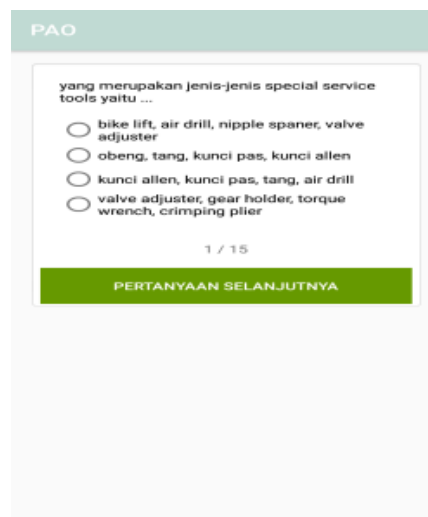 PAO
yang merupakan jenis-jenis special service
tools yaitu ...
bike lift, air drill, nipple spaner, valve
adjuster
obeng, tang, kunci pas, kunci allen
kunci allen, kunci pas, tang, air drill
valve adjuster, gear holder, torque
wrench, crimping plier
1 / 15
PERTANYAAN SELANJUTNYA